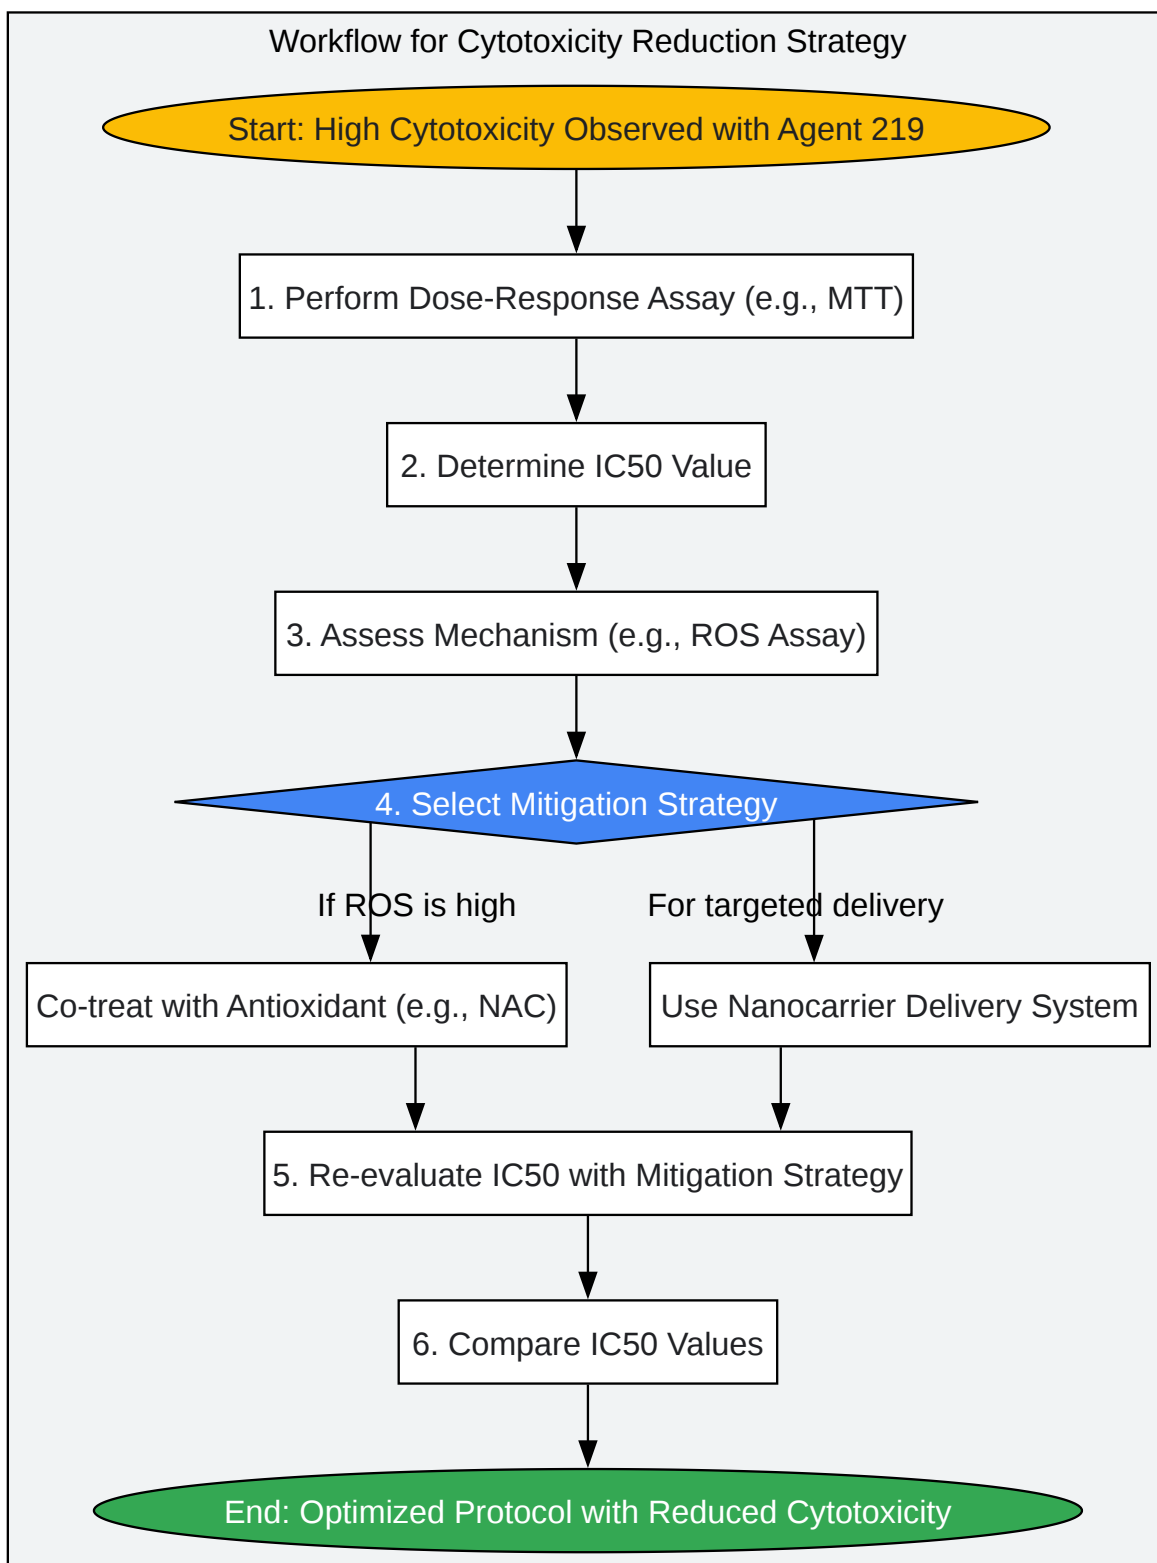 Workflow for Cytotoxicity Reduction Strategy
Start: High Cytotoxicity Observed with Agent 219
1. Perform Dose-Response Assay (e.g., MTT)
2. Determine IC50 Value
3. Assess Mechanism (e.g., ROS Assay)
4. Select Mitigation Strategy
If ROS is high
For targeted delivery
Co-treat with Antioxidant (e.g., NAC)
Use Nanocarrier Delivery System
5. Re-evaluate IC50 with Mitigation Strategy
6. Compare IC50 Values
End: Optimized Protocol with Reduced Cytotoxicity